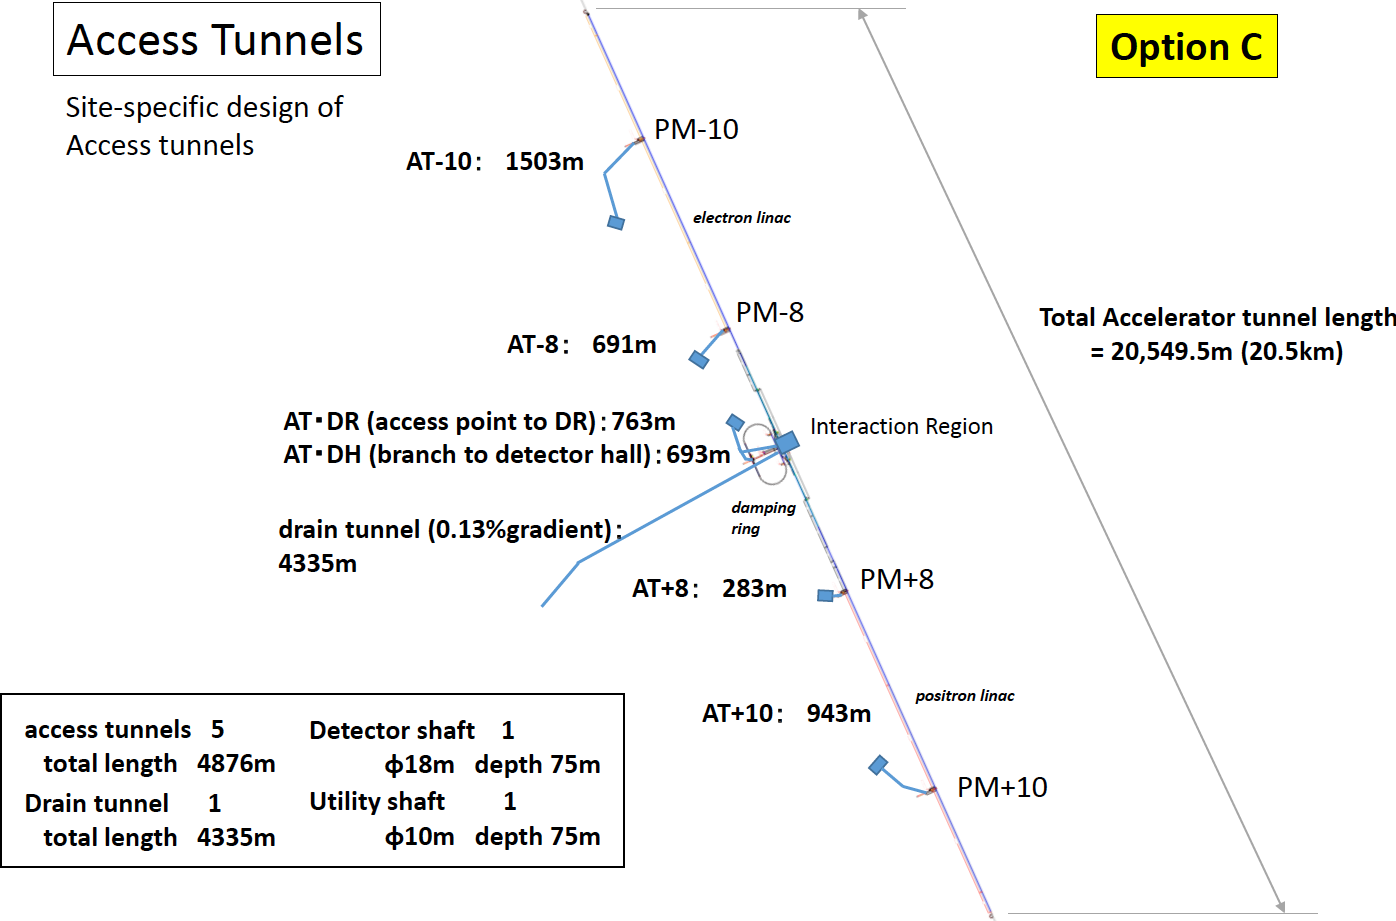 Access Tunnels
Option C
Site-specific design of
Access tunnels
PM-10
AT-10： 1503m
electron linac
PM-8
AT-8： 691m
Total Accelerator tunnel length
= 20,549.5m (20.5km)
AT・DR (access point to DR)：763m
AT・DH (branch to detector hall)：693m
Interaction Region
damping
ring
drain tunnel (0.13%gradient)：
4335m
AT+8： 283m
PM+8
positron linac
AT+10： 943m
PM+10
access tunnels 5
total length 4876m
Drain tunnel 1
total length 4335m
Detector shaft 1
ϕ18m depth 75m
Utility shaft 1
ϕ10m depth 75m